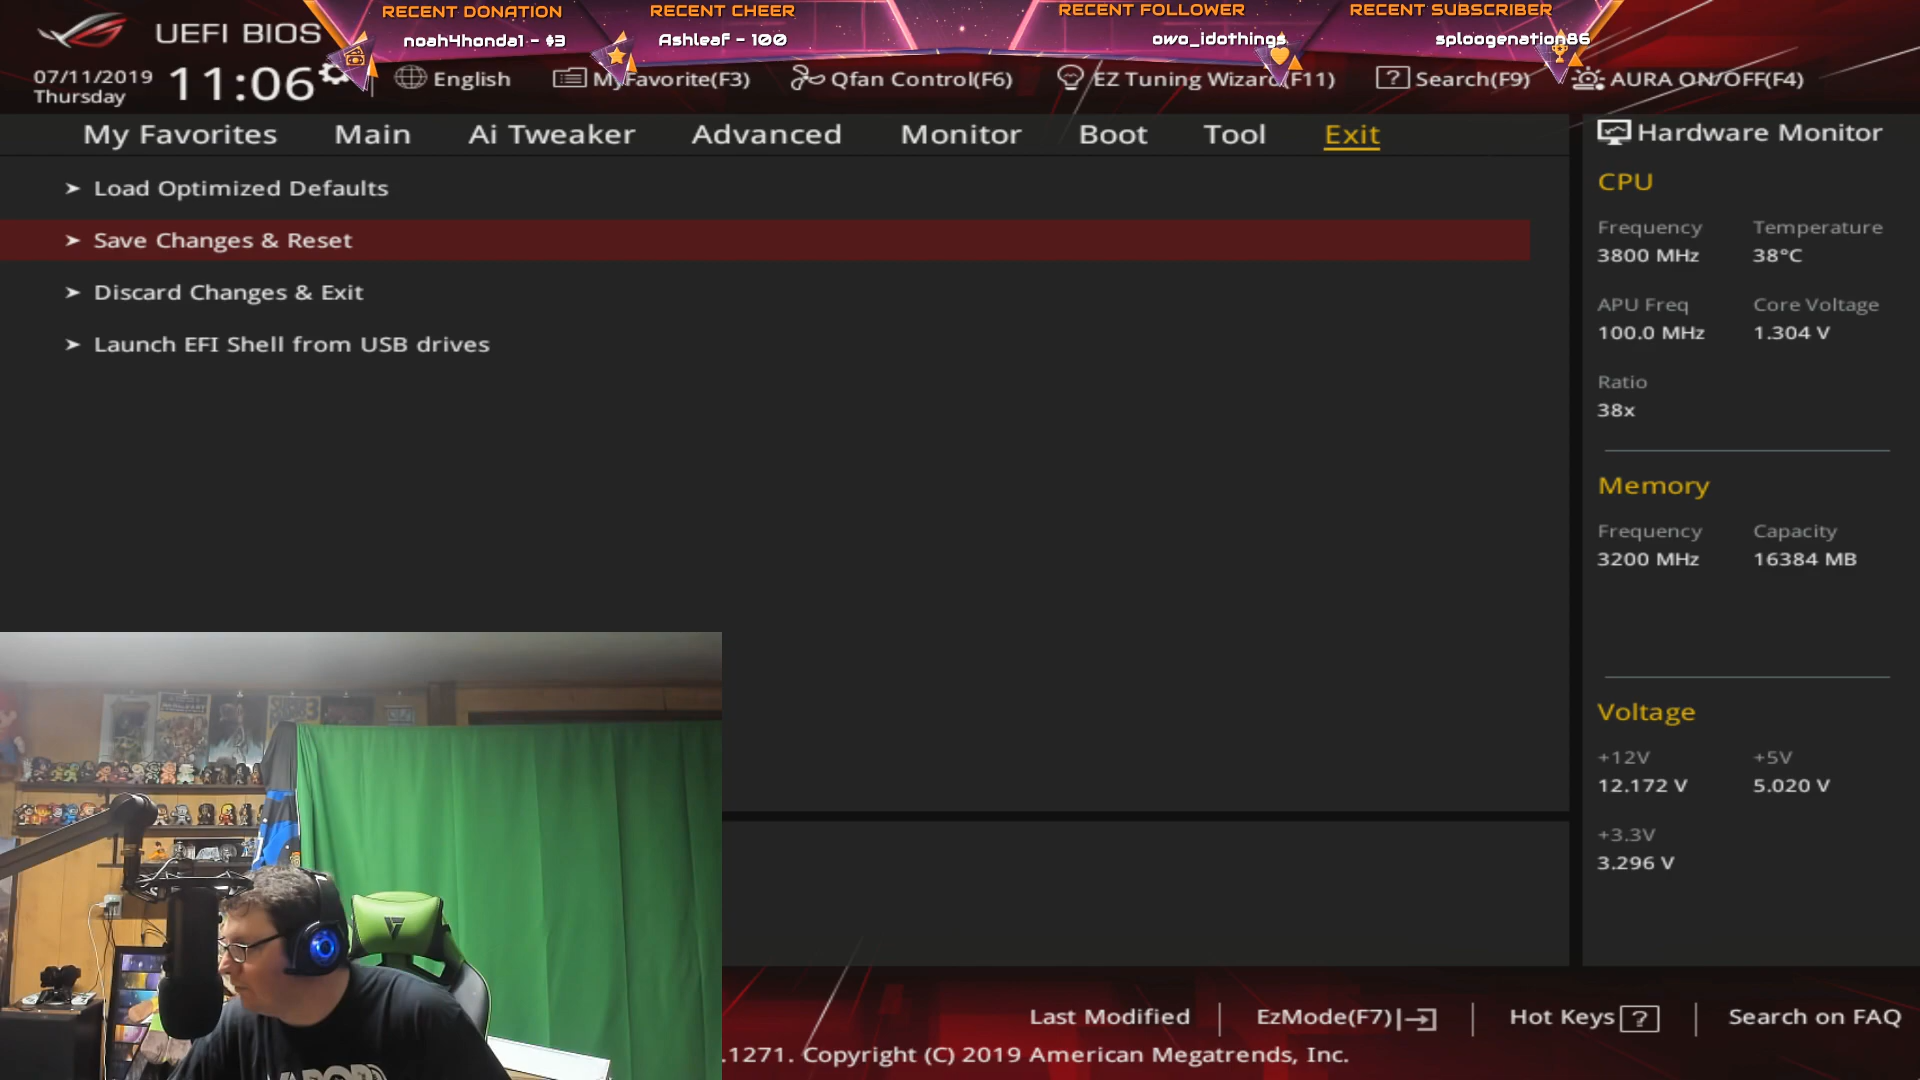 RECENT DONATION
noah4honda1 - $3
RECENT CHEER
Ashleaf - 100
RECENT FOLLOWER
owo_idothings
RECENT SUBSCRIBER
sploogenation86
UEFI BIOS
07/11/2019
Thursday
11:06
English
MyFavorite(F3)
Qfan Control(F6)
EZ Tuning Wizard(F11)
Search(F9)
AURA ON/OFF(F4)
My Favorites
Main
Ai Tweaker
Advanced
Monitor
Boot
Tool
Exit
Load Optimized Defaults
Save Changes & Reset
Discard Changes & Exit
Launch EFI Shell from USB drives
Hardware Monitor
CPU
Frequency
Temperature
3800 MHz
38°C
APU Freq
Core Voltage
100.0 MHz
1.304 V
Ratio
38x
Memory
Frequency
Capacity
3200 MHz
16384 MB
Voltage
+12V
+5V
12.172 V
5.020 V
+3.3V
3.296 V
Last Modified
EzMode(F7)
Hot Keys ?
Search on FAQ
.1271. Copyright (C) 2019 American Megatrends, Inc.